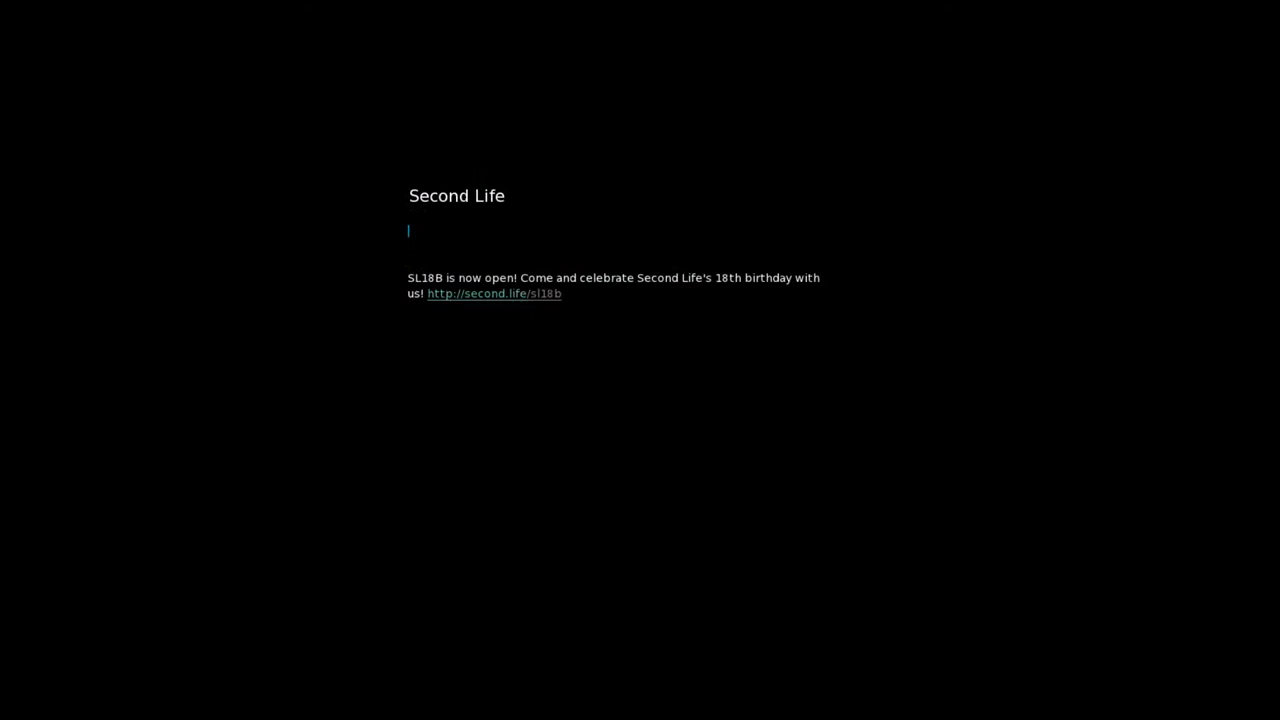 Second Life
SL18B is now open! Come and celebrate Second Life's 18th birthday with
us! http://second.life/sl18b